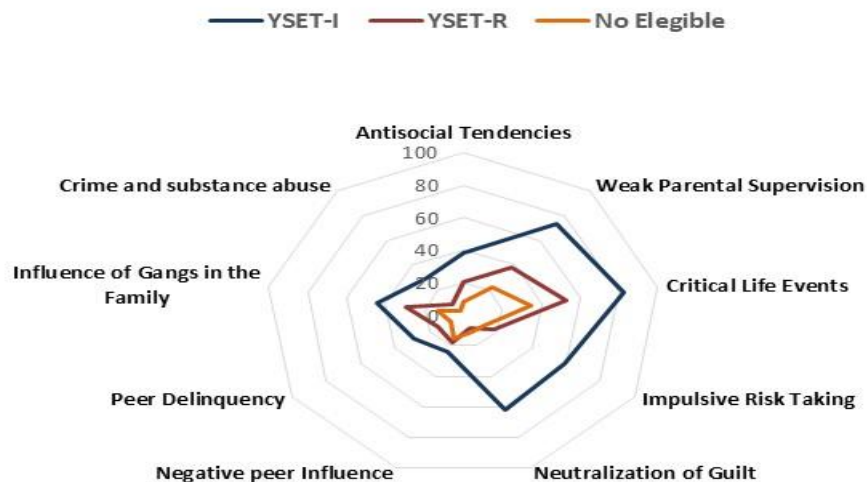 YSET-I YSET-R No Elegible
Antisocial Tendencies
100
80
60
40
20
0
Weak Parental Supervision
Critical Life Events
Impulsive Risk Taking
Neutralization of Guilt
Negative peer Influence
Peer Delinquency
Influence of Gangs in the
Family
Crime and substance abuse